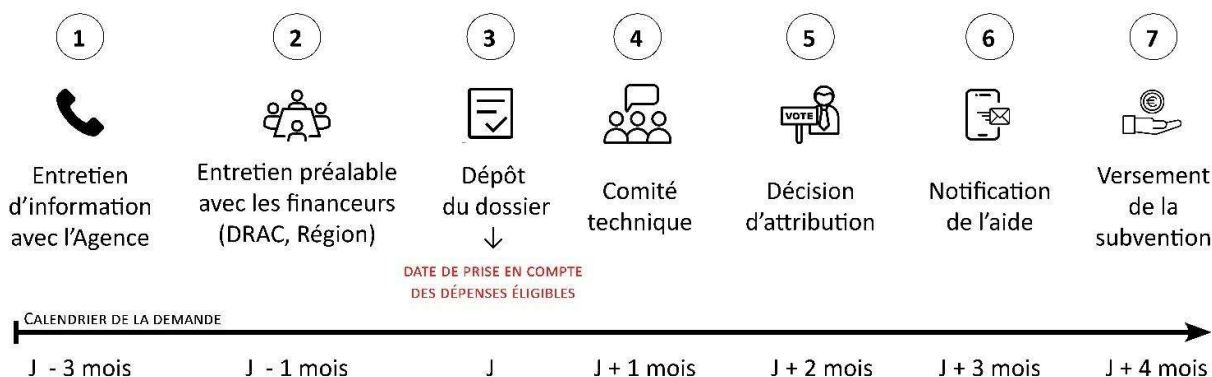 1
2
3
4
5
6
7
VOTE
Entretien
d'information
avec l'Agence
Entretien préalable
avec les financeurs
(DRAC, Région)
Dépôt
du dossier
↓
DATE DE PRISE EN COMPTE
DES DÉPENSES ÉLIGIBLES
Comité
technique
Décision
d'attribution
Notification
de l'aide
€
Versement
de la
subvention
CALENDRIER DE LA DEMANDE
J - 3 mois
J - 1 mois
J
J + 1 mois
J + 2 mois
J + 3 mois
J + 4 mois